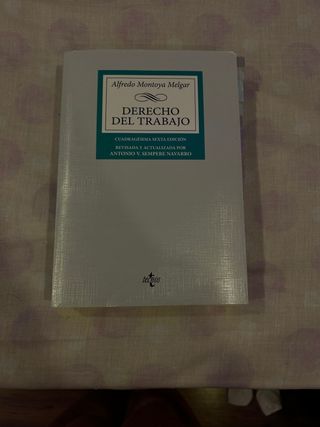 Alfredo Montoya Melgar
DERECHO
DEL TRABAJO
CUADRAGÉSIMA SEXTA EDICIÓN
REVISADA Y ACTUALIZADA POR
ANTONIO V. SEMPERE NAVARRO
tecnos